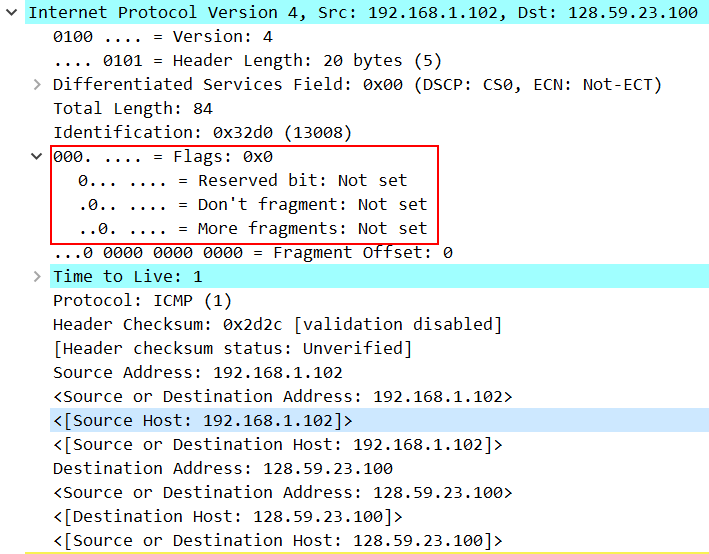 Internet Protocol Version 4, Src: 192.168.1.102, Dst: 128.59.23.100
0100 .... = Version: 4
.... 0101 = Header Length: 20 bytes (5)
Differentiated Services Field: 0x00 (DSCP: CS0, ECN: Not-ECT)
Total Length: 84
Identification: 0x32d0 (13008)
000. .... = Flags: 0x0
0... .... = Reserved bit: Not set
.0.. .... = Don't fragment: Not set
..0. .... = More fragments: Not set
...0 0000 0000 0000 = Fragment Offset: 0
Time to Live: 1
Protocol: ICMP (1)
Header Checksum: 0x2d2c [validation disabled]
[Header checksum status: Unverified]
Source Address: 192.168.1.102
<Source or Destination Address: 192.168.1.102>
<[Source Host: 192.168.1.102]>
<[Source or Destination Host: 192.168.1.102]>
Destination Address: 128.59.23.100
<Source or Destination Address: 128.59.23.100>
<[Destination Host: 128.59.23.100]>
<[Source or Destination Host: 128.59.23.100]>